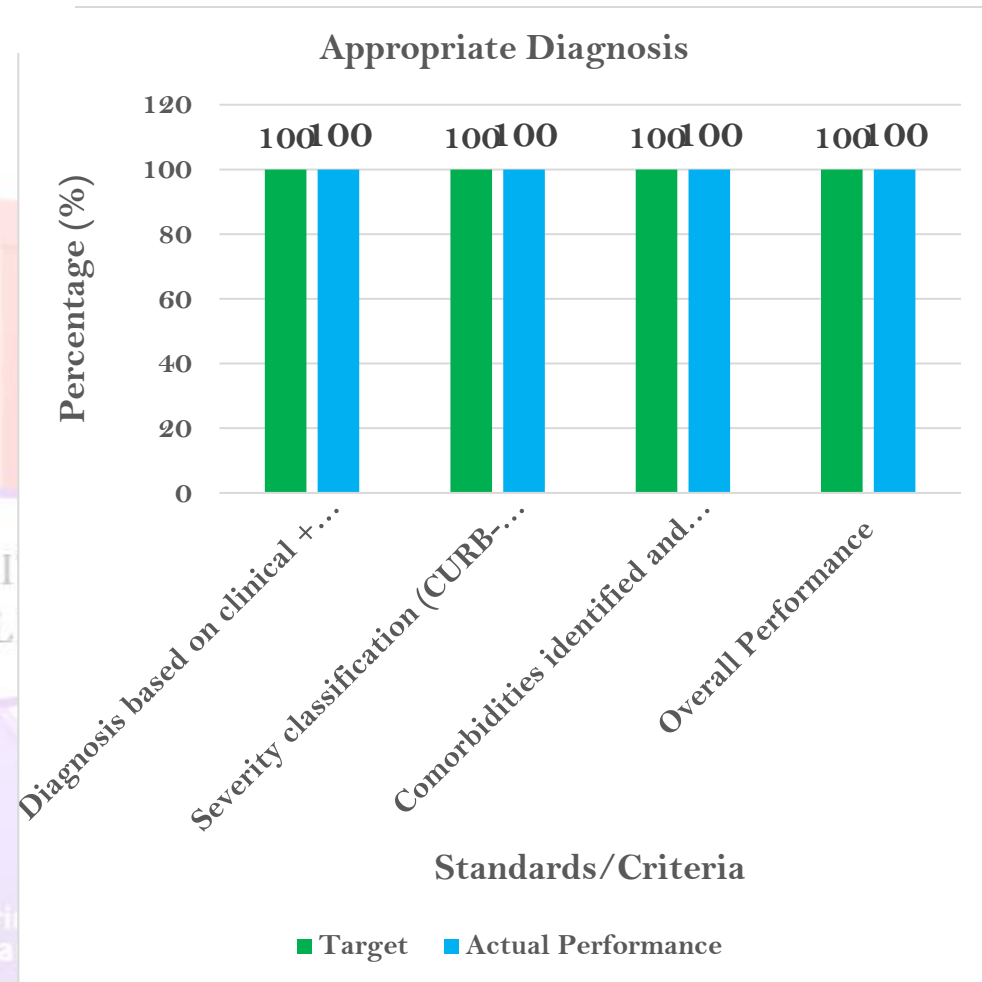 Appropriate Diagnosis
120
100
80
60
40
20
0
Percentage (%)
100 100 100 100 100 100 100 100
Diagnosis based on clinical +...
Severity classification (CURB-...
Comorbidities identified and...
Overall Performance
Standards/Criteria
Target Actual Performance